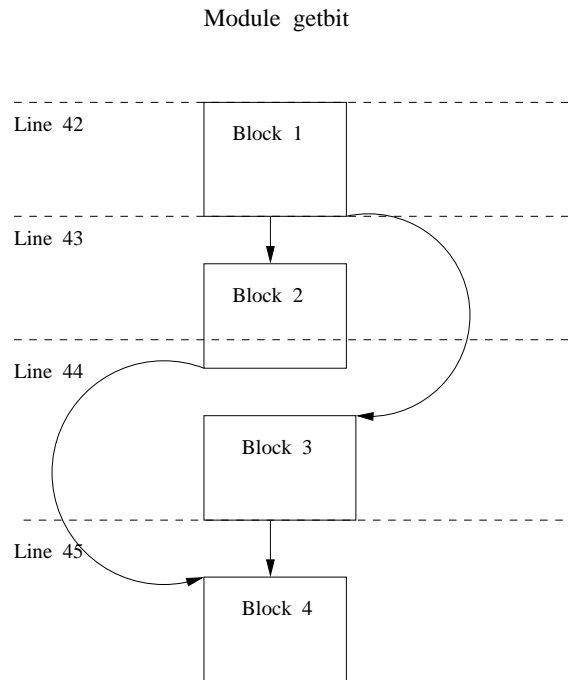 Module getbit
Line 42
Block 1
Line 43
Block 2
Line 44
Block 3
Line 45
Block 4